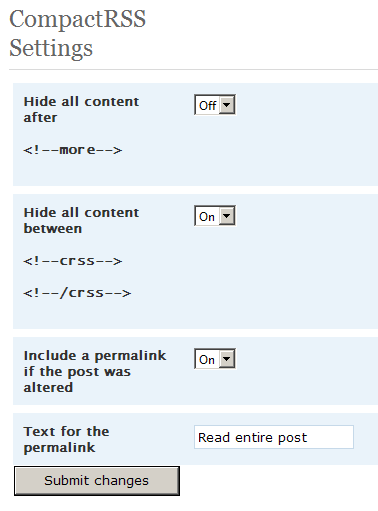 CompactRSS
Settings
Hide all content
after
Off
<!--more-->
Hide all content
between
On
<!--crss-->
<!--/crss-->
Include a permalink
if the post was
altered
On
Text for the
permalink
Read entire post
Submit changes